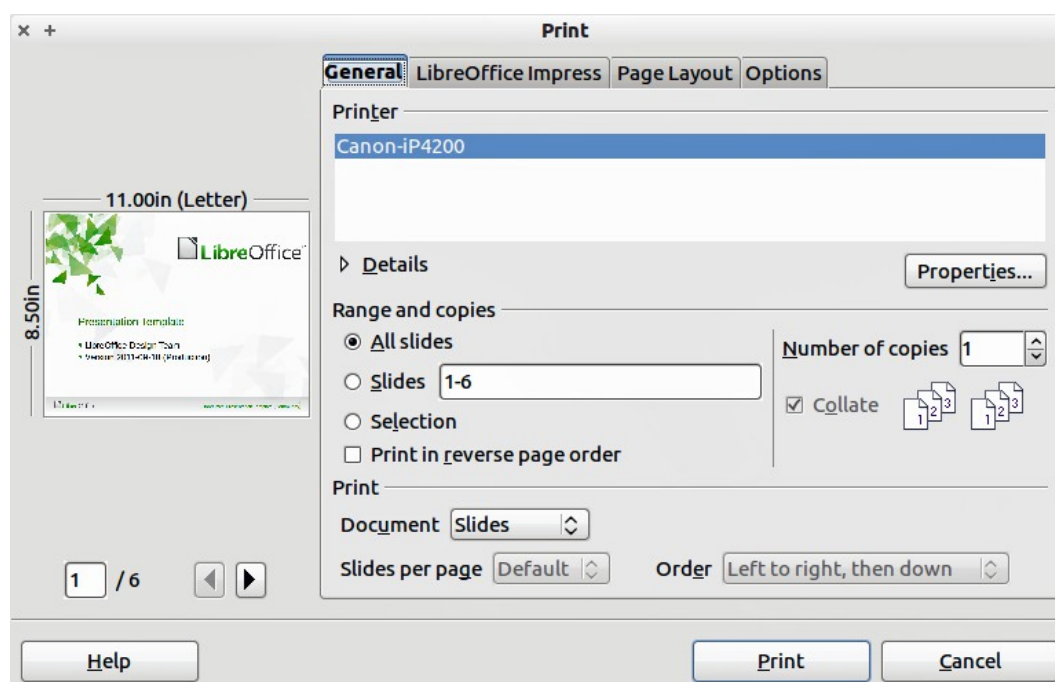 Print
General LibreOffice Impress Page Layout Options
Printer
Canon-iP4200
Details
Properties...
Range and copies
All slides
Slides 1-6
Selection
Print in reverse page order
Number of copies 1
Collate
1 2 3 1 2 3
Print
Document Slides
Slides per page Default Order Left to right, then down
11.00in (Letter)
8.50in
LibreOffice
Presentation Template
LibreOffice Design Team
1 / 6
Help Print Cancel